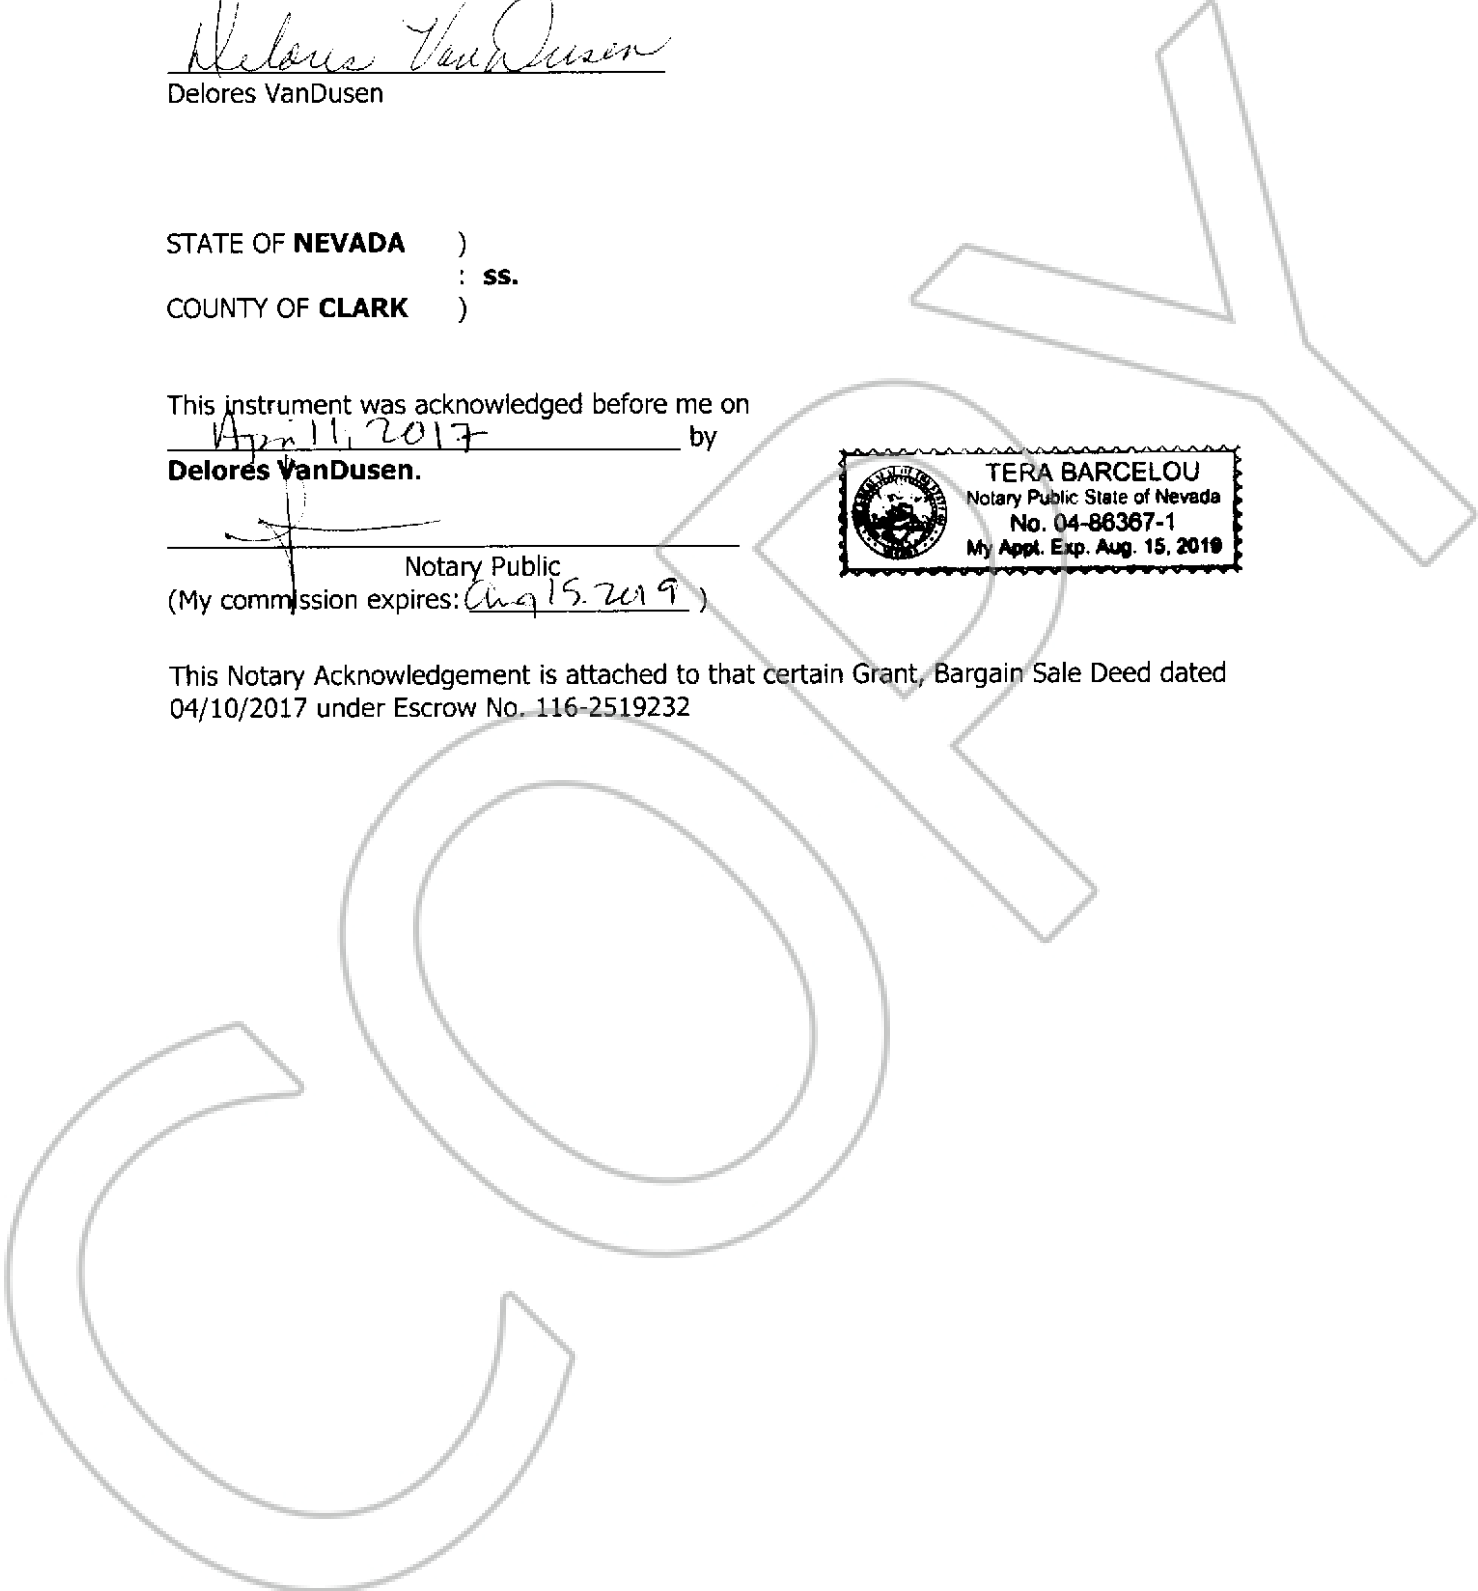 Delores VanDusen
Delores VanDusen
STATE OF NEVADA )
: ss.
COUNTY OF CLARK )
This instrument was acknowledged before me on
April 11, 2017 by
Delores VanDusen.
Notary Public
(My commission expires: Aug 15. 2019 )
TERA BARCELOU
Notary Public State of Nevada
No. 04-86367-1
My Appt. Exp. Aug. 15, 2019
This Notary Acknowledgement is attached to that certain Grant, Bargain Sale Deed dated
04/10/2017 under Escrow No. 116-2519232
COPY